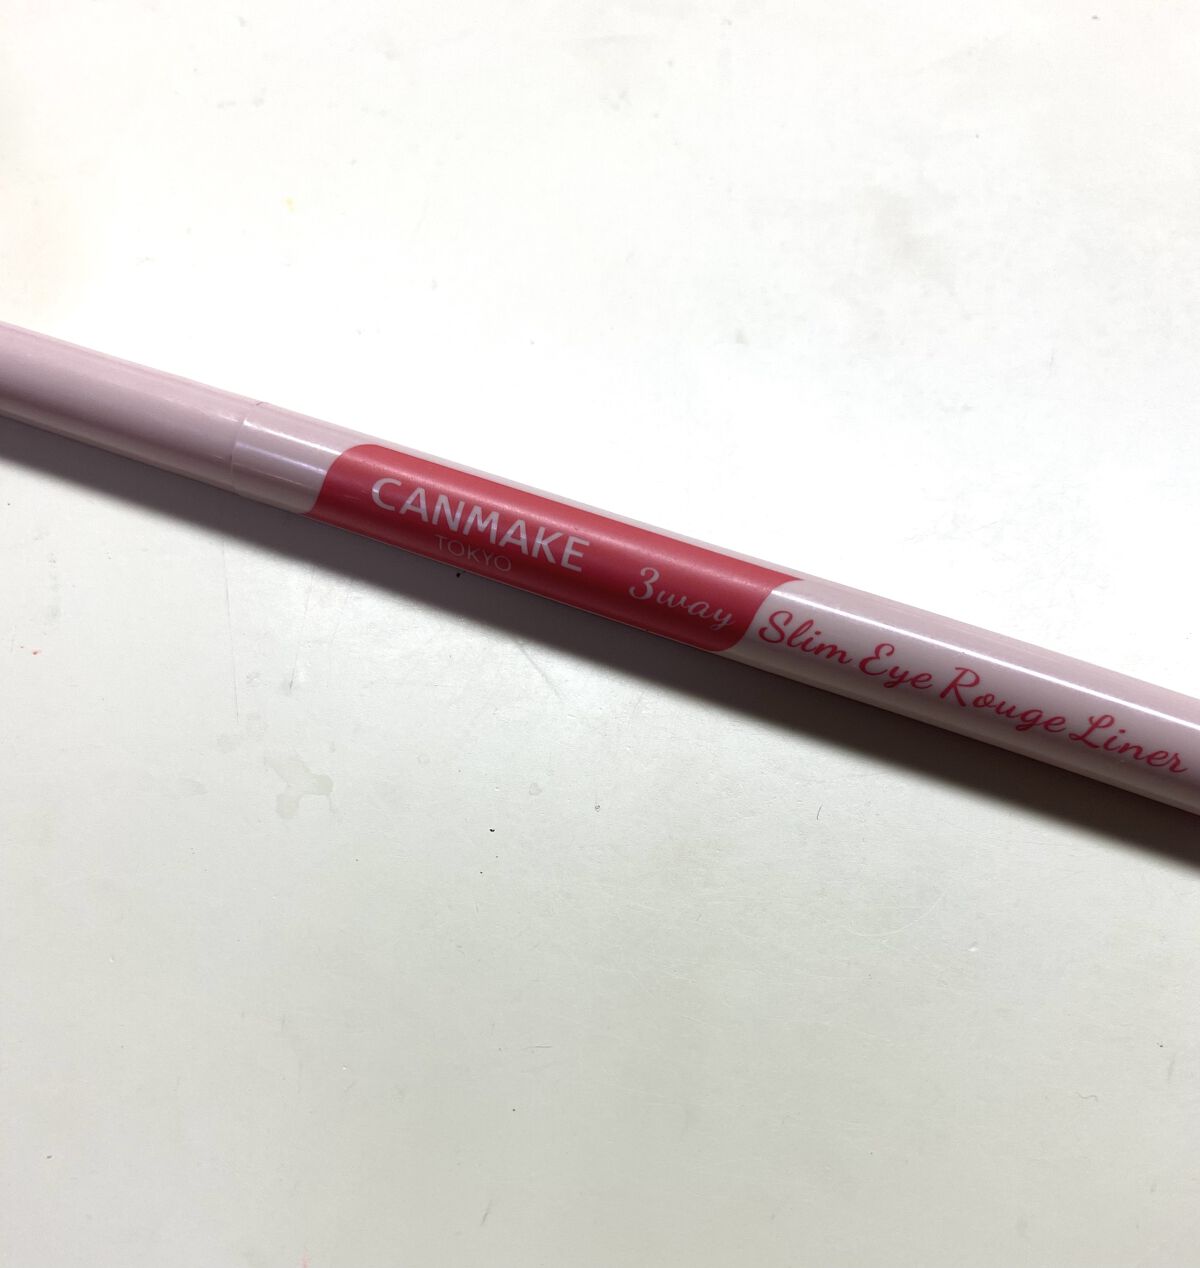 CANMAKE
TOKYO
3way
Slim Eye Rouge Liner